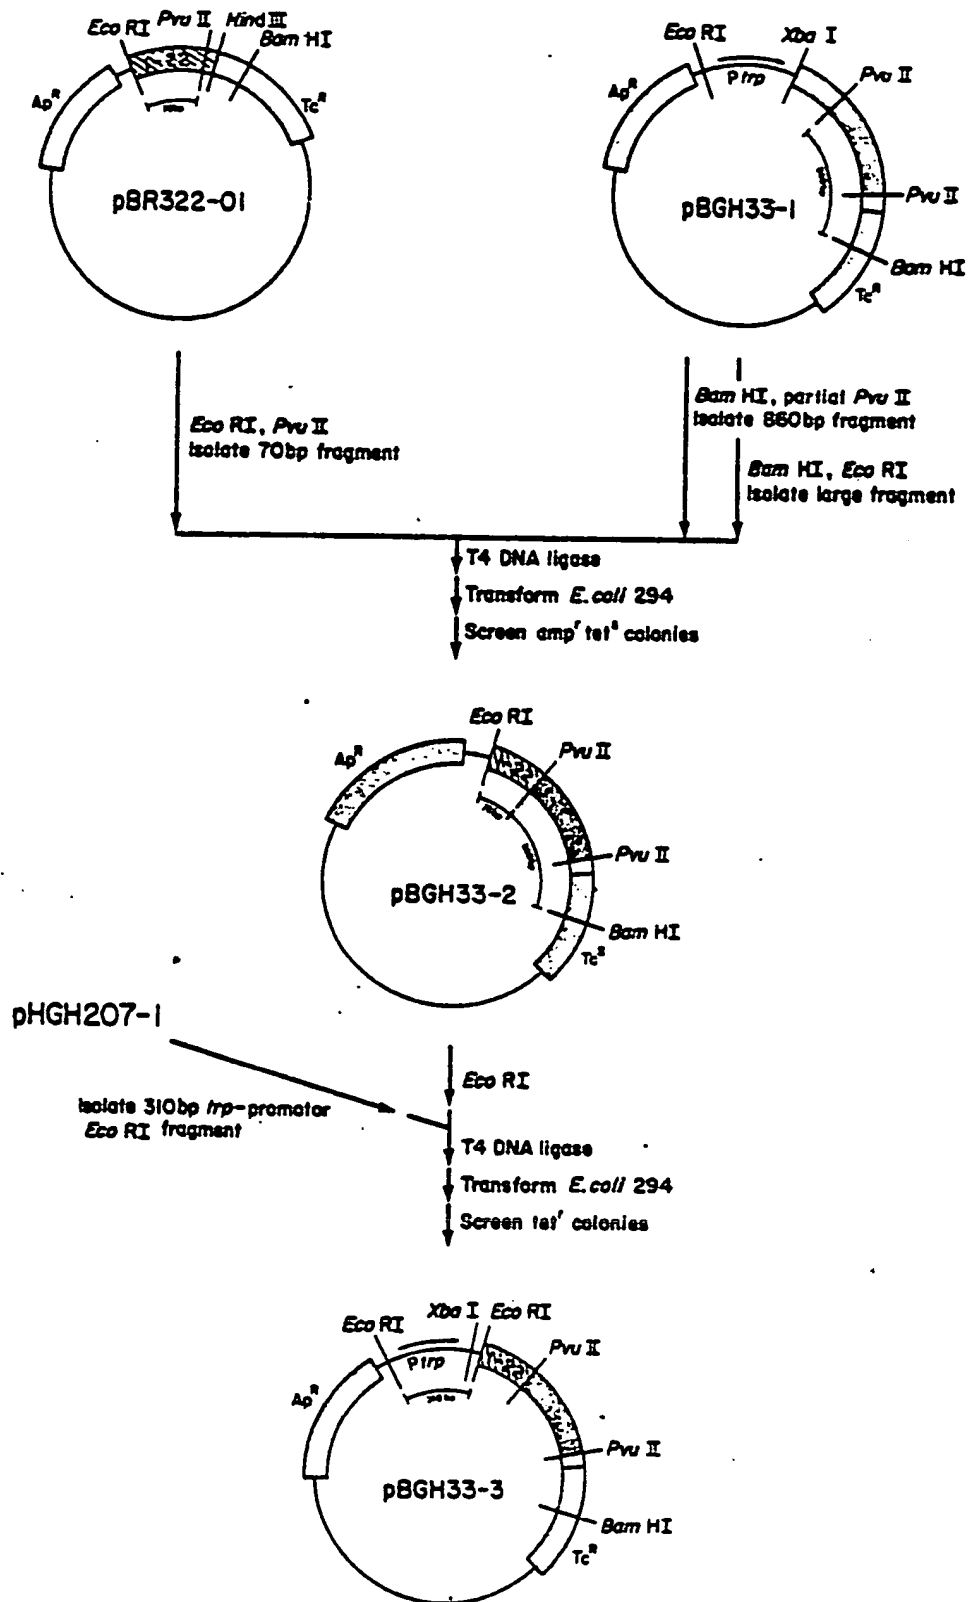 Eco RI
Pvu II
Hind III
Bam HI
Ap^R
Tc^R
pBR322-01
Eco RI
Xba I
P trp
Pvu II
Ap^R
Pvu II
pBGH33-1
Bam HI
Tc^R
Eco RI, Pvu II
Isolate 70bp fragment
Bam HI, partial Pvu II
Isolate 860bp fragment
Bam HI, Eco RI
Isolate large fragment
T4 DNA ligase
Transform E.coli 294
Screen amp^r tet^s colonies
Eco RI
Pvu II
Ap^R
Pvu II
pBGH33-2
Bam HI
Tc^S
pHGH207-1
Eco RI
Isolate 310bp trp-promotor
Eco RI fragment
T4 DNA ligase
Transform E.coli 294
Screen tet^r colonies
Eco RI
Xba I
Eco RI
P trp
Pvu II
Ap^R
Pvu II
pBGH33-3
Bam HI
Tc^R